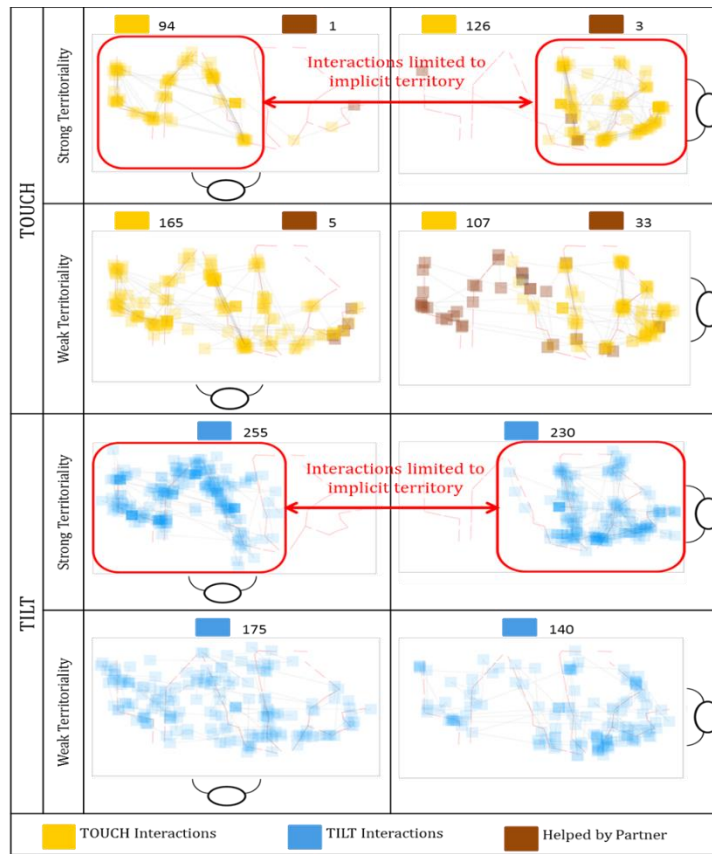 94 1 126 3
Strong Territoriality
Interactions limited to
implicit territory
TOUCH
165 5 107 33
Weak Territoriality
255 230
Strong Territoriality
Interactions limited to
implicit territory
TILT
175 140
Weak Territoriality
TOUCH Interactions TILT Interactions Helped by Partner